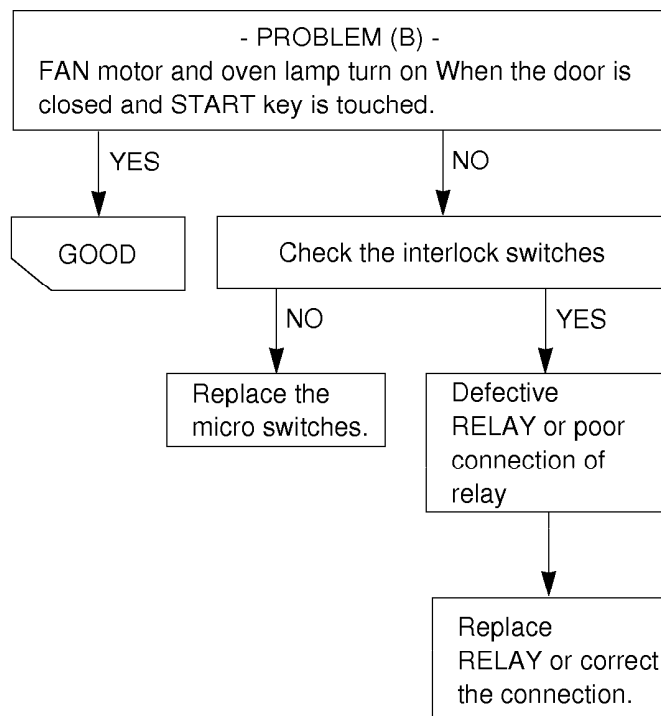 - PROBLEM (B) -
FAN motor and oven lamp turn on When the door is
closed and START key is touched.
YES
NO
GOOD
Check the interlock switches
NO
YES
Replace the
micro switches.
Defective
RELAY or poor
connection of
relay
Replace
RELAY or correct
the connection.